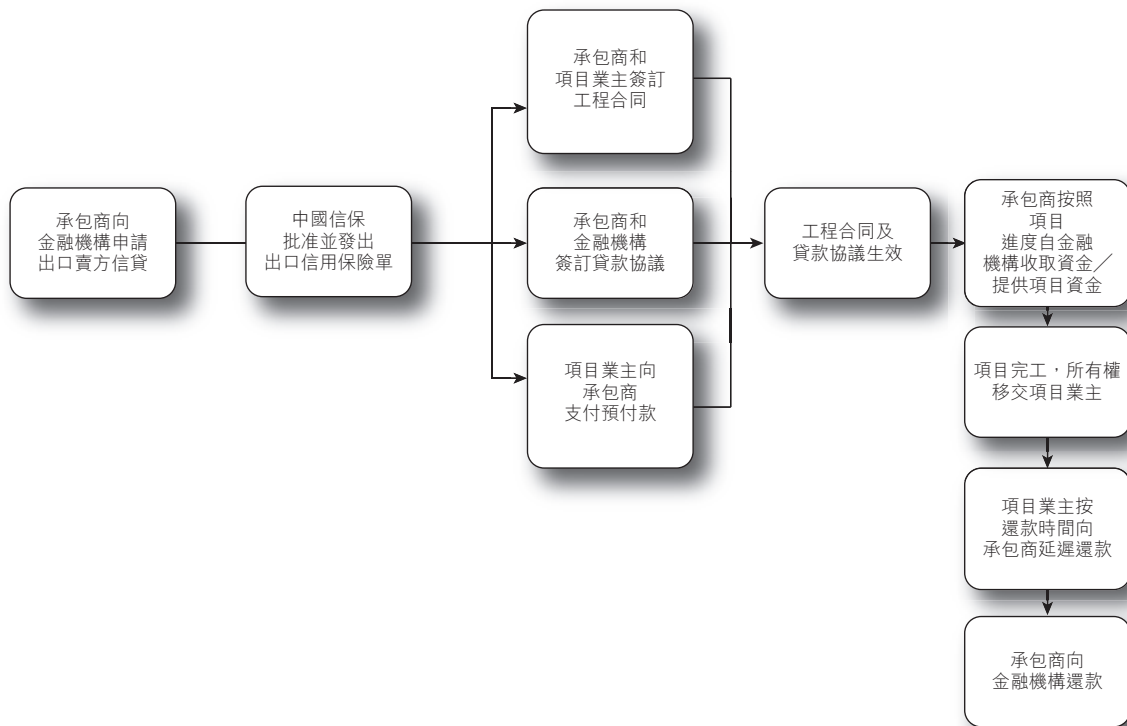 承包商向
金融機構申請
出口賣方信貸
中國信保
批准並發出
出口信用保險單
承包商和
項目業主簽訂
工程合同
承包商和
金融機構
簽訂貸款協議
項目業主向
承包商
支付預付款
工程合同及
貸款協議生效
承包商按照
項目
進度自金融
機構收取資金／
提供項目資金
項目完工，所有權
移交項目業主
項目業主按
還款時間向
承包商延遲還款
承包商向
金融機構還款